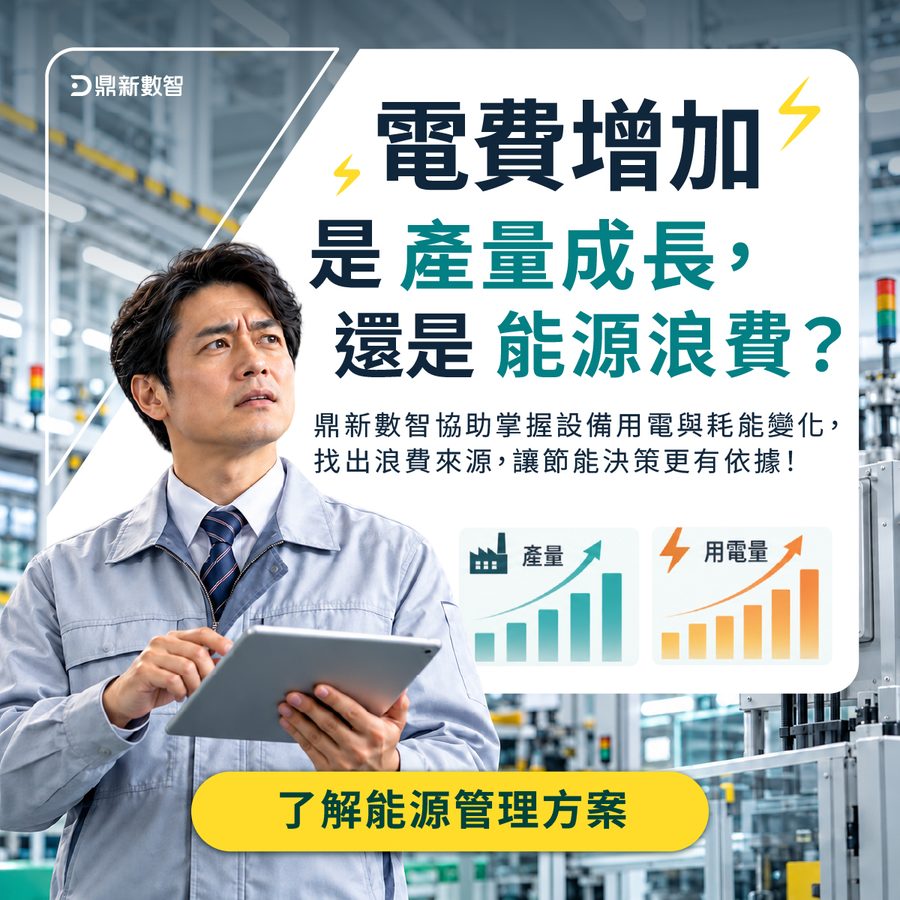 鼎新數智
電費增加
是產量成長,
還是能源浪費?
鼎新數智協助掌握設備用電與耗能變化,
找出浪費來源,讓節能決策更有依據!
產量
用電量
了解能源管理方案